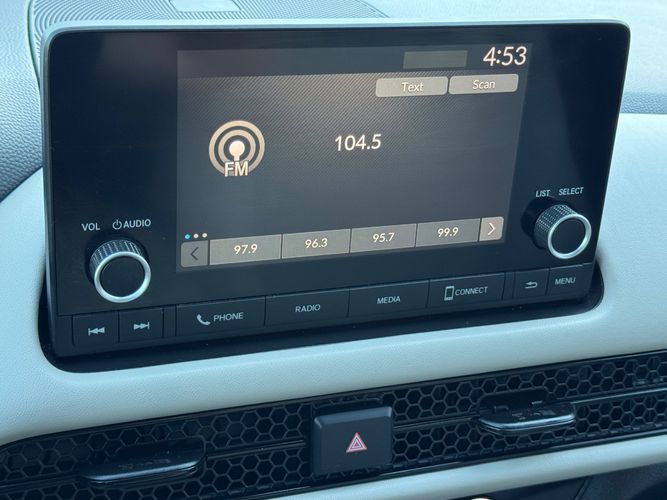 4:53
Text Scan
104.5
FM
LIST SELECT
VOL AUDIO
97.9 96.3 95.7 99.9
PHONE RADIO MEDIA CONNECT MENU